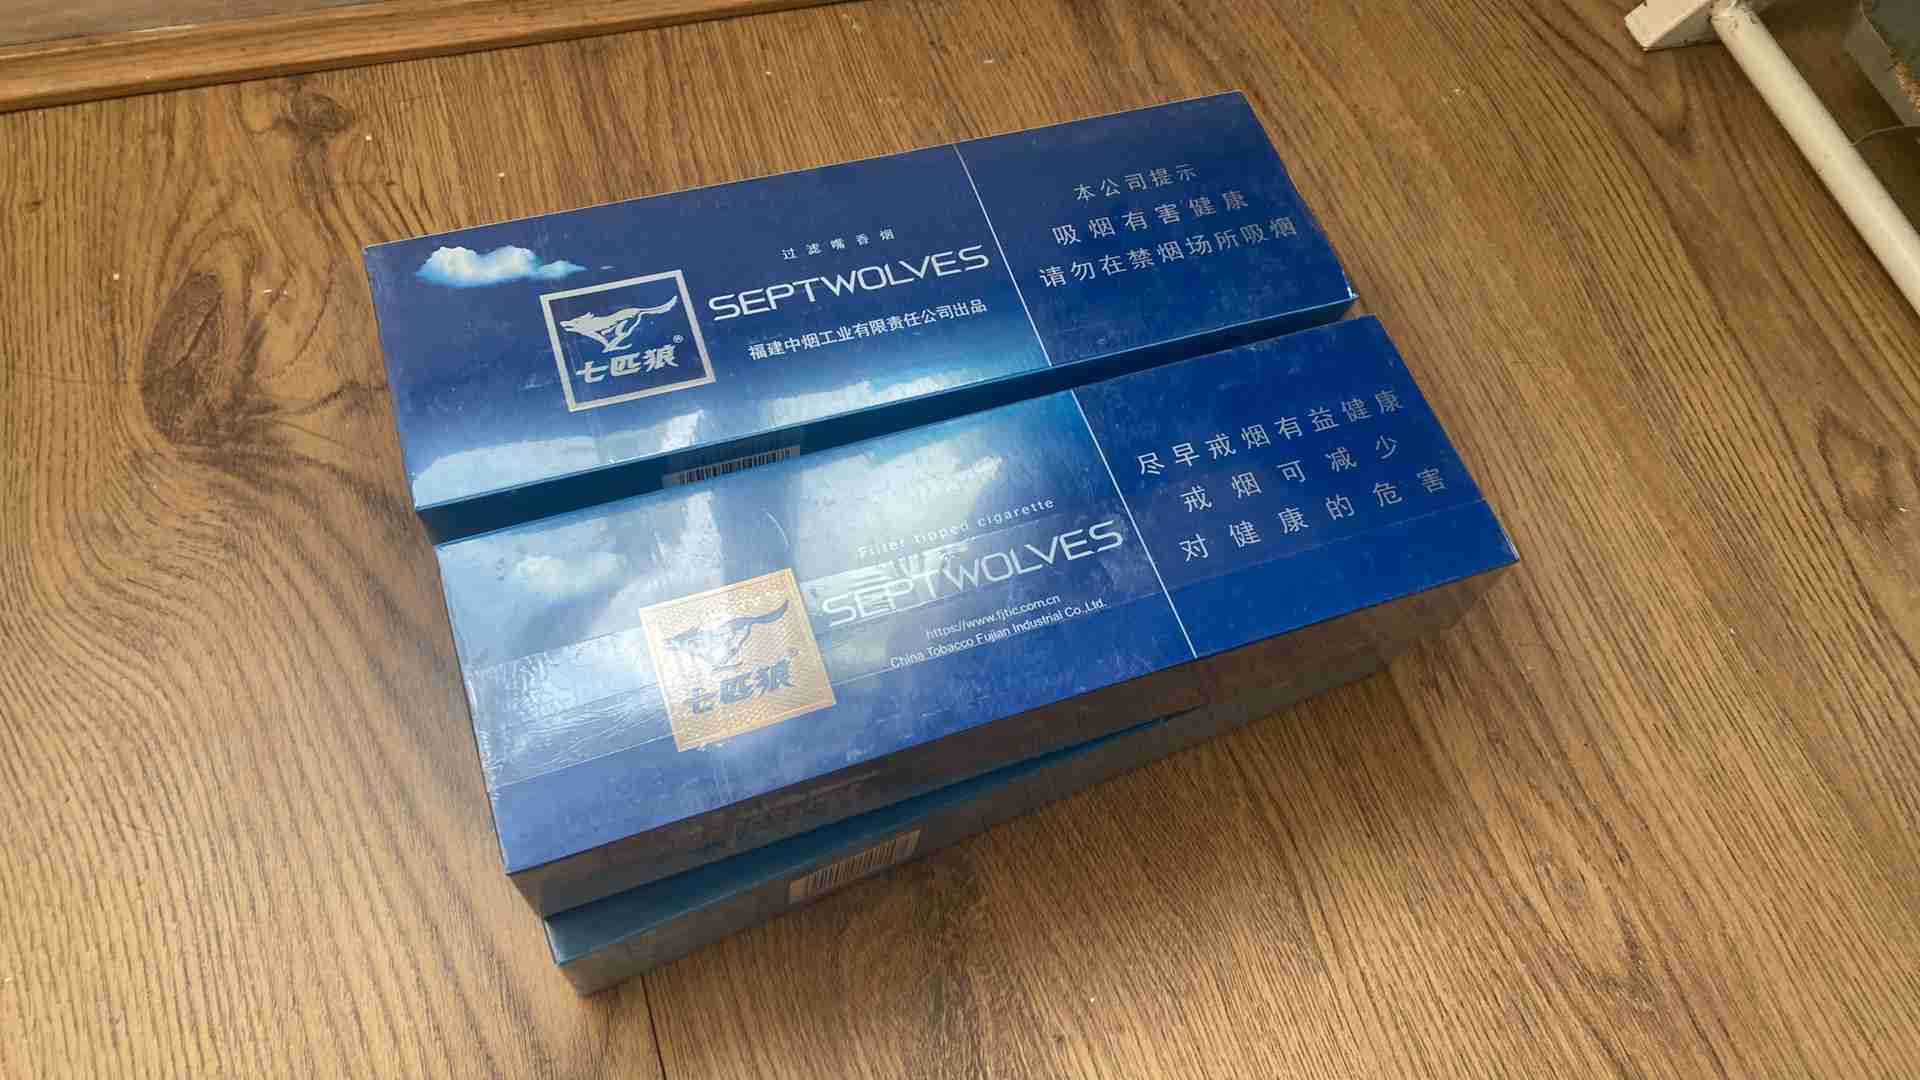 过滤嘴香烟
SEPTWOLVES
福建中烟工业有限责任公司出品
七匹狼®
本公司提示
吸烟有害健康
请勿在禁烟场所吸烟
Filter tipped cigarette
SEPTWOLVES
https://www.fjtic.com.cn
China Tobacco Fujian Industrial Co.,Ltd.
七匹狼®
尽早戒烟有益健康
戒烟可减少
对健康的危害